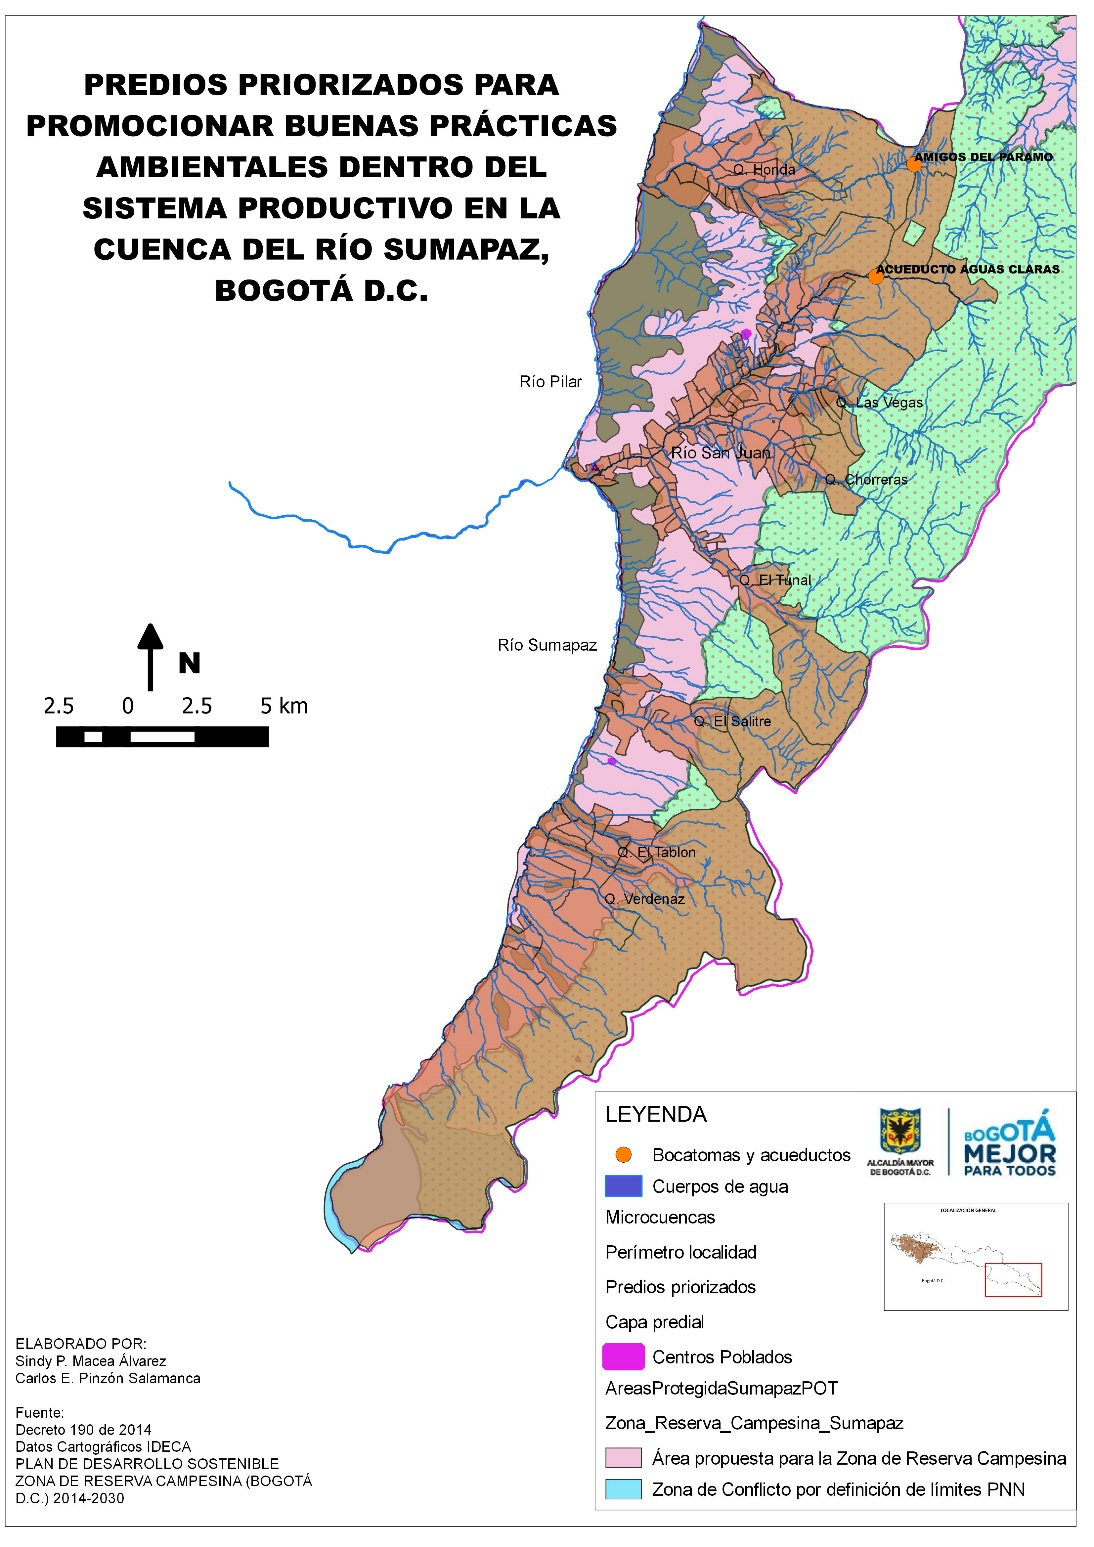 PREDIOS PRIORIZADOS PARA
PROMOCIONAR BUENAS PRÁCTICAS
AMBIENTALES DENTRO DEL
SISTEMA PRODUCTIVO EN LA
CUENCA DEL RÍO SUMAPAZ,
BOGOTÁ D.C.
AMIGOS DEL PARAMO
Q. Honda
ACUEDUCTO AGUAS CLARAS
Río Pilar
Q. Las Vegas
Río San Juan
Q. Chorreras
Q. El Tunal
Río Sumapaz
Q. El Salitre
Q. El Tablon
Q. Verdenaz
N
2.5 0 2.5 5 km
LEYENDA
Bocatomas y acueductos
Cuerpos de agua
Microcuencas
Perímetro localidad
Predios priorizados
Capa predial
Centros Poblados
AreasProtegidaSumapazPOT
Zona_Reserva_Campesina_Sumapaz
Área propuesta para la Zona de Reserva Campesina
Zona de Conflicto por definición de límites PNN
ALCALDÍA MAYOR
DE BOGOTÁ D.C.
BOGOTÁ
MEJOR
PARA TODOS
LOCALIZACION GENERAL
Bogotá D.C
ELABORADO POR:
Sindy P. Macea Álvarez
Carlos E. Pinzón Salamanca
Fuente:
Decreto 190 de 2014
Datos Cartográficos IDECA
PLAN DE DESARROLLO SOSTENIBLE
ZONA DE RESERVA CAMPESINA (BOGOTÁ
D.C.) 2014-2030